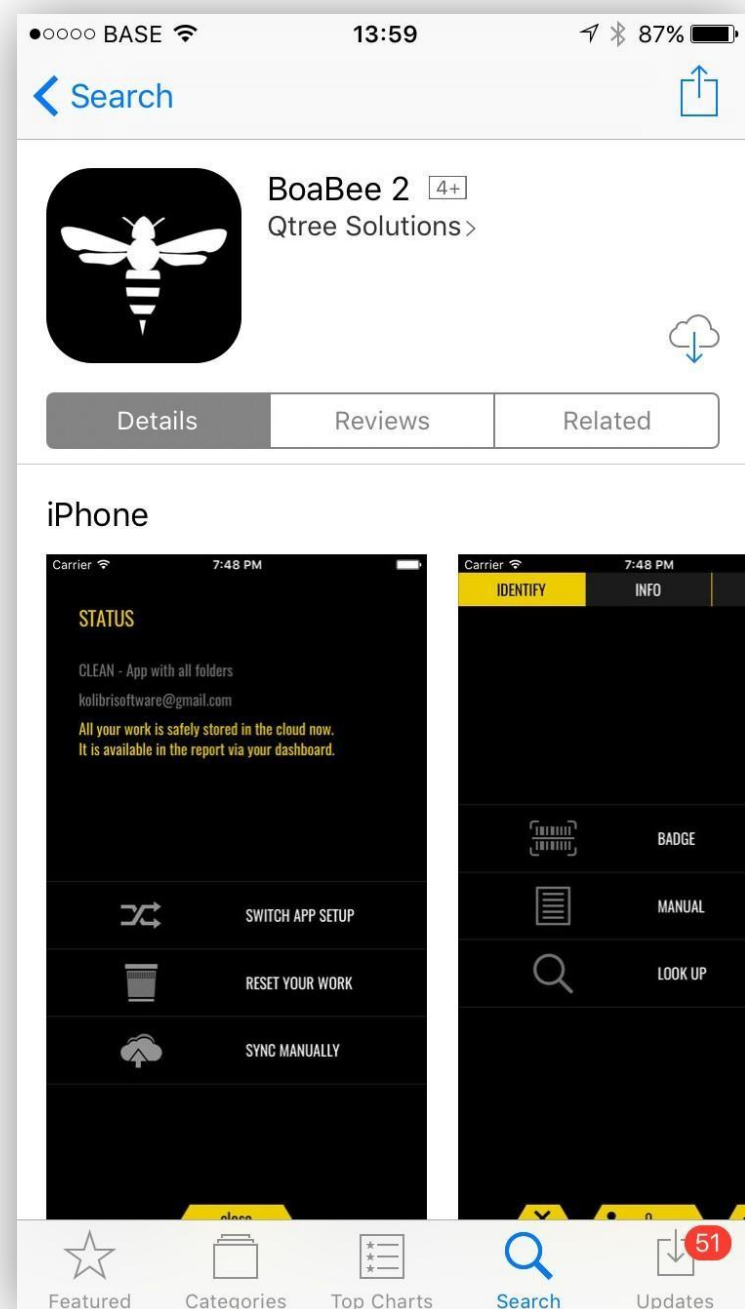 BASE 13:59 87%
Search
BoaBee 2 4+
Qtree Solutions
Details Reviews Related
iPhone
Carrier 7:48 PM
STATUS
CLEAN - App with all folders
kolibrisoftware@gmail.com
All your work is safely stored in the cloud now.
It is available in the report via your dashboard.
SWITCH APP SETUP
RESET YOUR WORK
SYNC MANUALLY
Carrier 7:48 PM
IDENTIFY INFO
BADGE
MANUAL
LOOK UP
Featured Categories Top Charts Search Updates
51